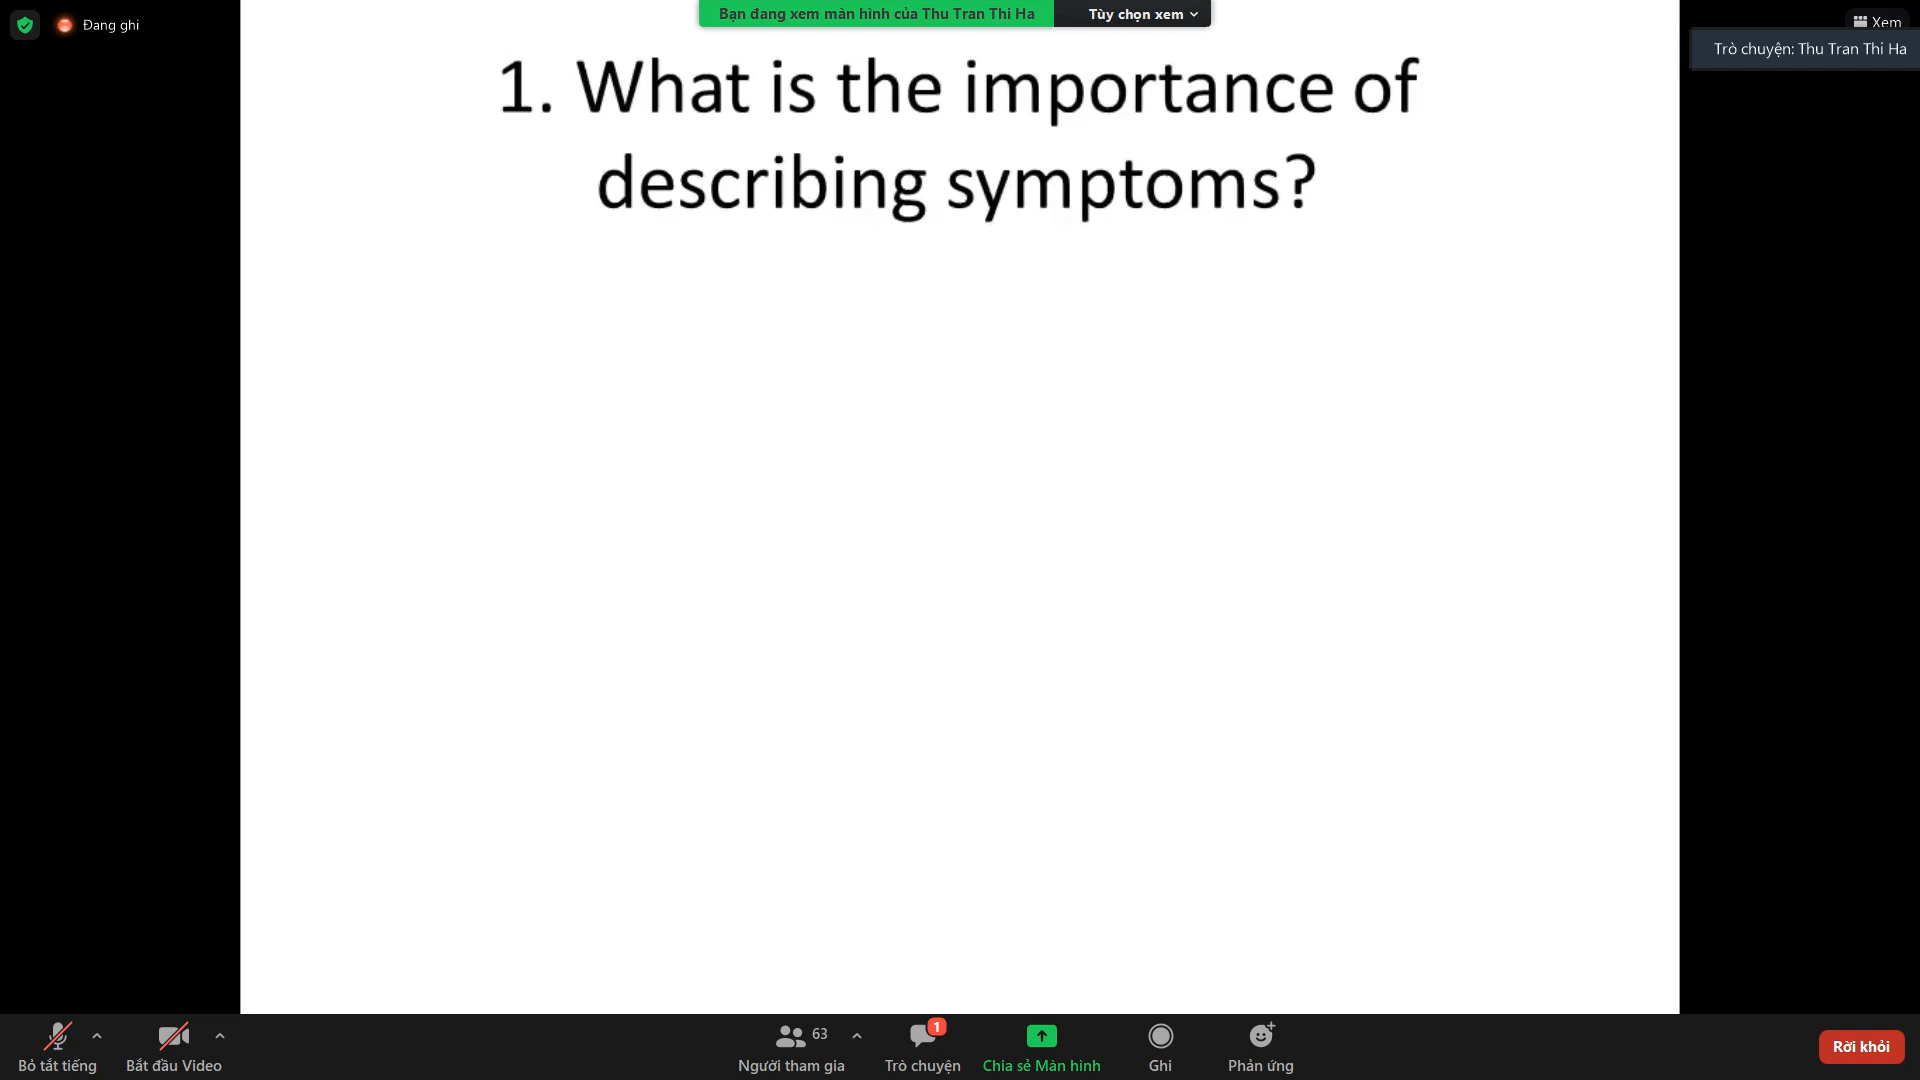 Đang ghi
Bạn đang xem màn hình của Thu Tran Thi Ha
Tùy chọn xem
Xem
Trò chuyện: Thu Tran Thi Ha
1. What is the importance of
describing symptoms?
63
1
Bỏ tắt tiếng
Bắt đầu Video
Người tham gia
Trò chuyện
Chia sẻ Màn hình
Ghi
Phản ứng
Rời khỏi